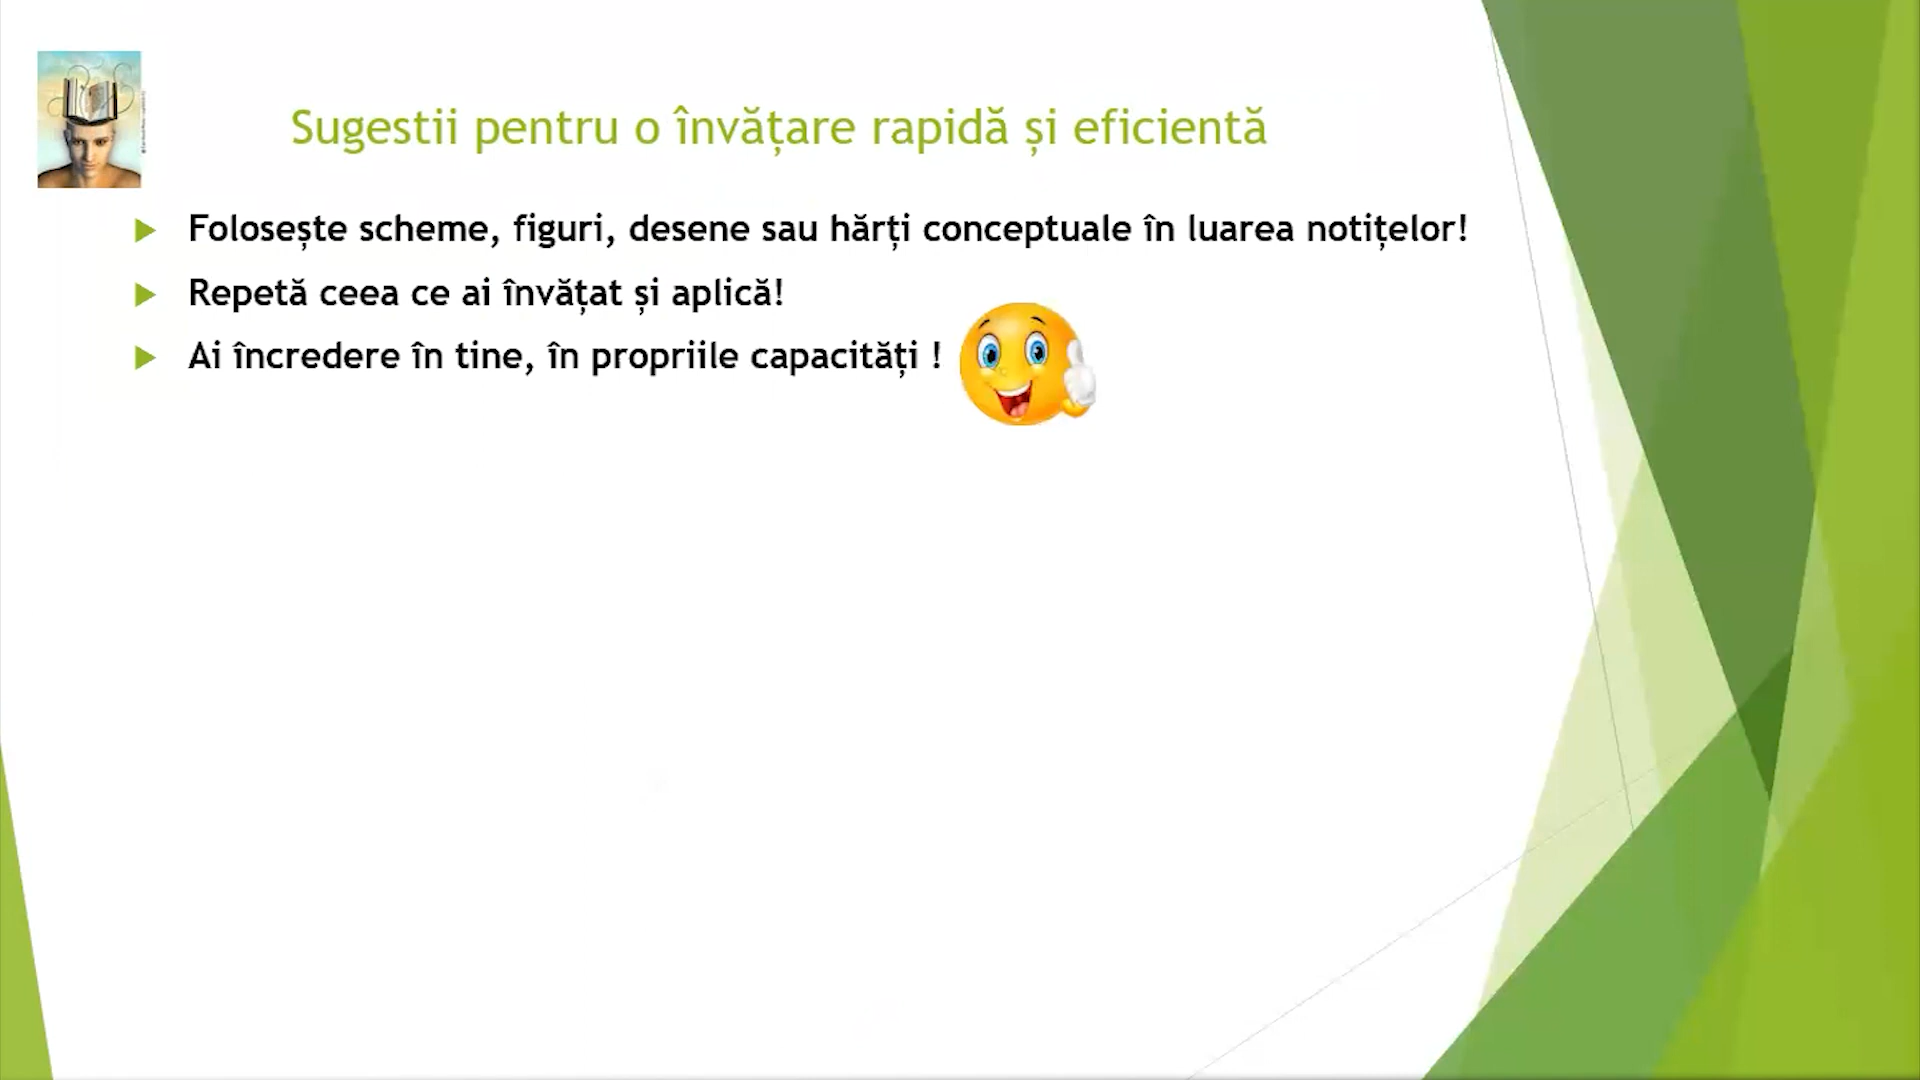 Sugestii pentru o învățare rapidă și eficientă
Folosește scheme, figuri, desene sau hărți conceptuale în luarea notițelor!
Repetă ceea ce ai învățat și aplică!
Ai încredere în tine, în propriile capacități !